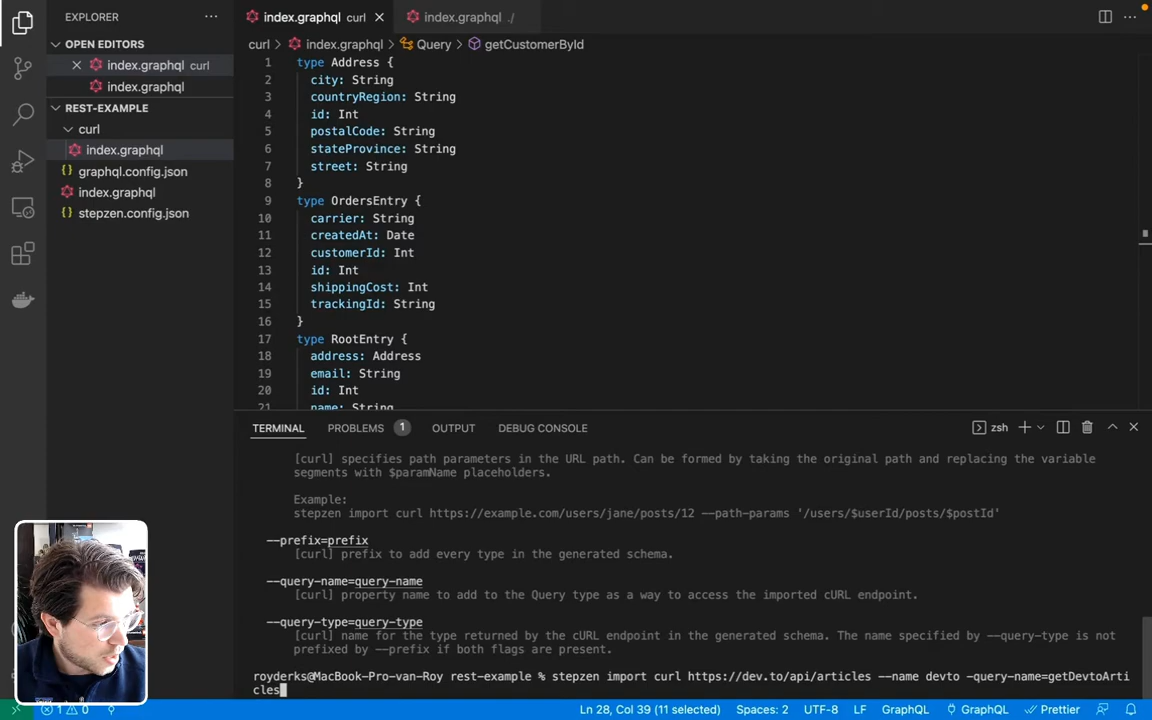 EXPLORER
OPEN EDITORS
index.graphql curl
index.graphql
REST-EXAMPLE
curl
index.graphql
graphql.config.json
index.graphql
stepzen.config.json
index.graphql curl
index.graphql ./
curl > index.graphql > Query > getCustomerById
1 type Address {
2 city: String
3 countryRegion: String
4 id: Int
5 postalCode: String
6 stateProvince: String
7 street: String
8 }
9 type OrdersEntry {
10 carrier: String
11 createdAt: Date
12 customerId: Int
13 id: Int
14 shippingCost: Int
15 trackingId: String
16 }
17 type RootEntry {
18 address: Address
19 email: String
20 id: Int
21 name: String
TERMINAL PROBLEMS 1 OUTPUT DEBUG CONSOLE
zsh
[curl] specifies path parameters in the URL path. Can be formed by taking the original path and replacing the variable
segments with $paramName placeholders.
Example:
stepzen import curl https://example.com/users/jane/posts/12 --path-params '/users/$userId/posts/$postId'
--prefix=prefix
[curl] prefix to add every type in the generated schema.
--query-name=query-name
[curl] property name to add to the Query type as a way to access the imported cURL endpoint.
--query-type=query-type
[curl] name for the type returned by the cURL endpoint in the generated schema. The name specified by --query-type is not
prefixed by --prefix if both flags are present.
royderks@MacBook-Pro-van-Roy rest-example % stepzen import curl https://dev.to/api/articles --name devto -query-name=getDevtoArti
cles
1 0 Ln 28, Col 39 (11 selected) Spaces: 2 UTF-8 LF GraphQL GraphQL Prettier